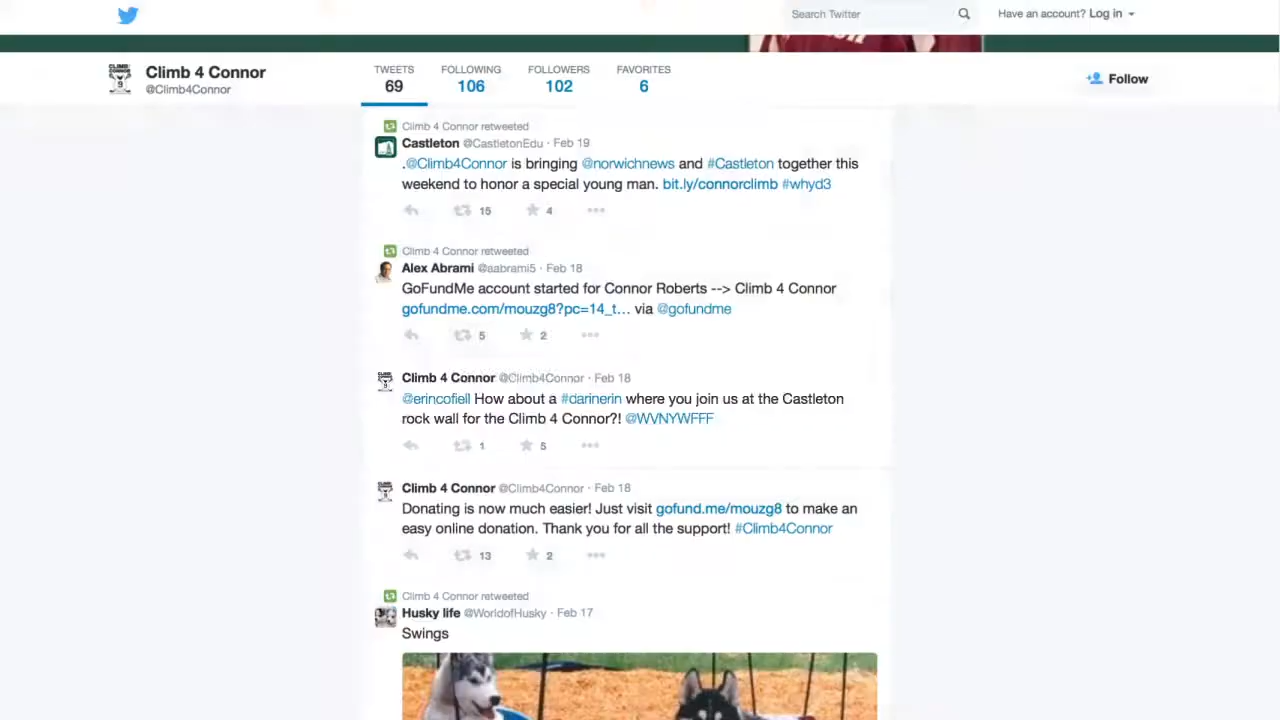 Search Twitter
Have an account? Log in
Climb 4 Connor
@Climb4Connor
TWEETS
69
FOLLOWING
106
FOLLOWERS
102
FAVORITES
6
Follow
Climb 4 Connor retweeted
Castleton @CastletonEdu · Feb 19
.@Climb4Connor is bringing @norwichnews and #Castleton together this
weekend to honor a special young man. bit.ly/connorclimb #whyd3
15 4
Climb 4 Connor retweeted
Alex Abrami @aabrami5 · Feb 18
GoFundMe account started for Connor Roberts --> Climb 4 Connor
gofundme.com/mouzg8?pc=14_t… via @gofundme
5 2
Climb 4 Connor @Climb4Connor · Feb 18
@erincofiell How about a #darinerin where you join us at the Castleton
rock wall for the Climb 4 Connor?! @WVNYWFFF
1 5
Climb 4 Connor @Climb4Connor · Feb 18
Donating is now much easier! Just visit gofund.me/mouzg8 to make an
easy online donation. Thank you for all the support! #Climb4Connor
13 2
Climb 4 Connor retweeted
Husky life @WorldofHusky · Feb 17
Swings